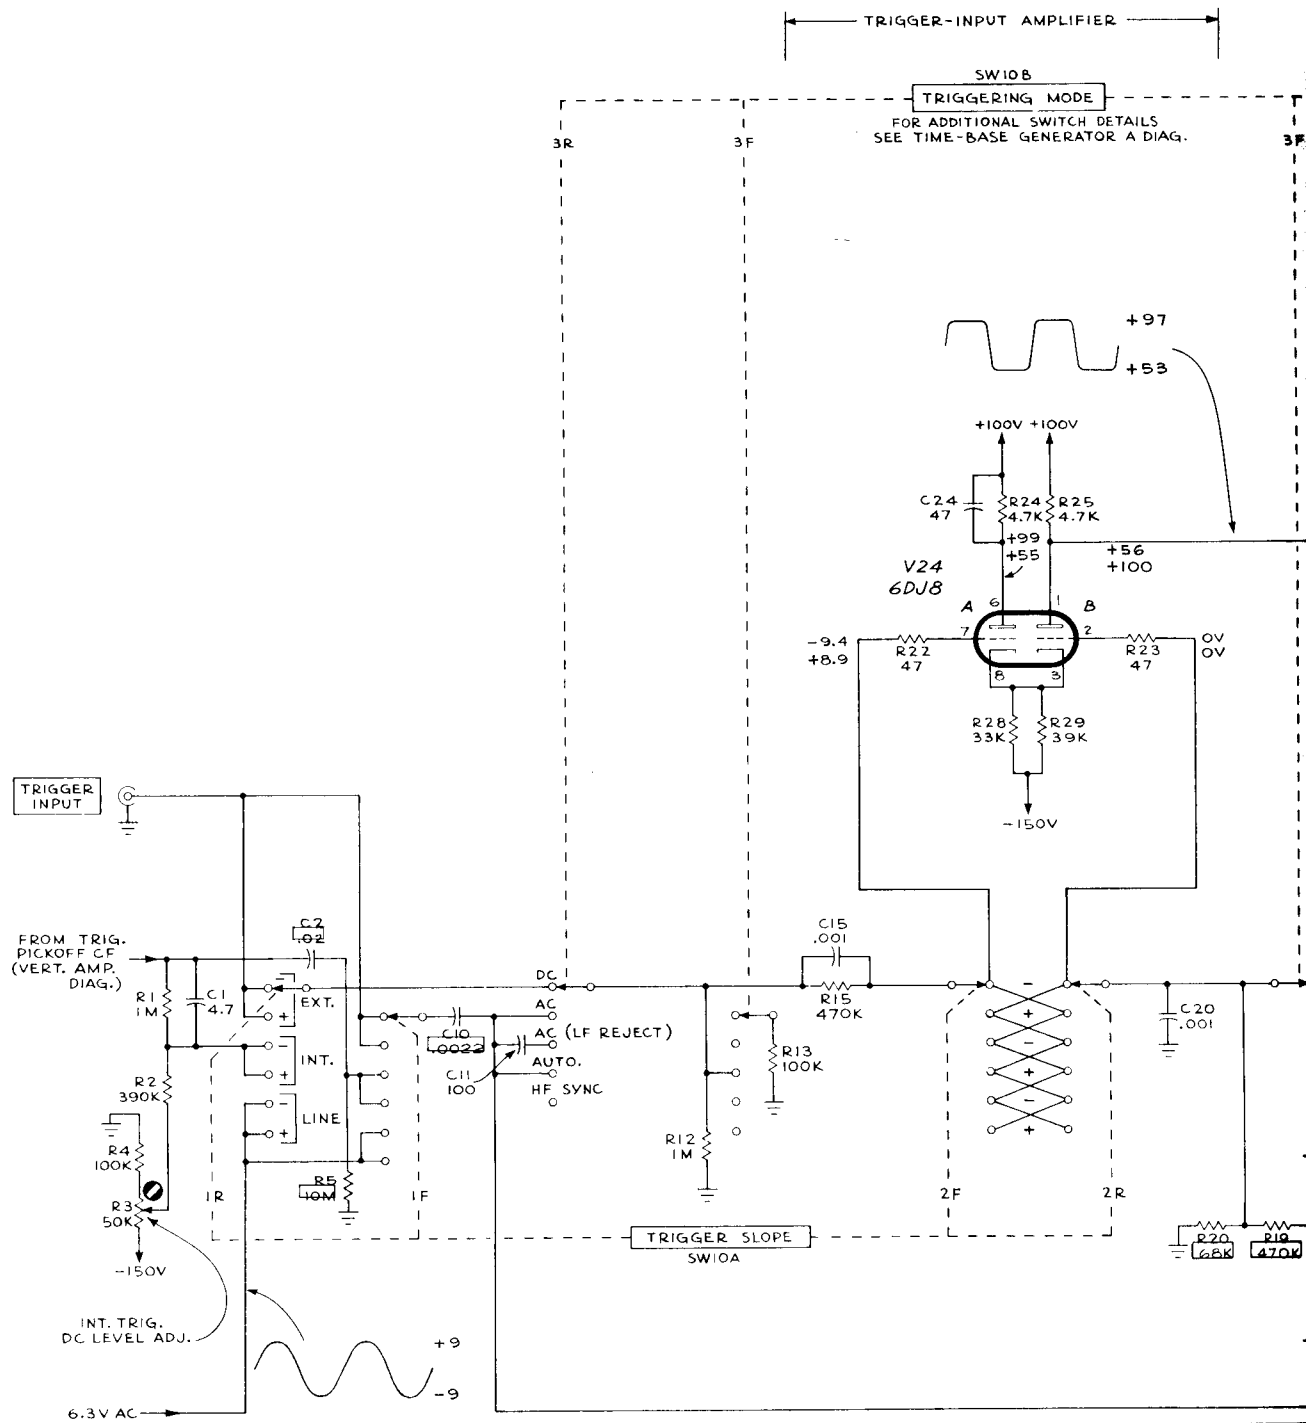 TRIGGER-INPUT AMPLIFIER
SW10B
TRIGGERING MODE
FOR ADDITIONAL SWITCH DETAILS
SEE TIME-BASE GENERATOR A DIAG.
3R
3F
3F
+97
+53
+100V +100V
C24
47
R24
4.7K
R25
4.7K
+99
+55
+56
+100
V24
6DJ8
A
6
1
B
7
2
8
3
-9.4
+8.9
R22
47
R23
47
0V
0V
R28
33K
R29
39K
-150V
TRIGGER
INPUT
FROM TRIG.
PICKOFF CF
(VERT. AMP.
DIAG.)
C2
.02
R1
1M
C1
4.7
-
EXT.
+
-
INT.
+
-
LINE
+
R2
390K
R4
100K
R3
50K
-150V
R5
10M
1R
1F
C10
.0022
C11
100
DC
AC
AC (LF REJECT)
AUTO.
HF SYNC
C15
.001
R15
470K
R13
100K
R12
1M
-
+
-
+
-
+
2F
2R
C20
.001
R20
68K
R19
470K
TRIGGER SLOPE
SW10A
INT. TRIG.
DC LEVEL ADJ.
+9
-9
6.3V AC